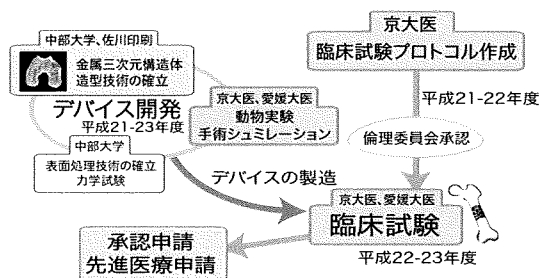 中部大学、佐川印刷
金属三次元構造体
造型技術の確立
デバイス開発
平成21-23年度
京大医、愛媛大医
動物実験
手術シュミレーション
中部大学
表面処理技術の確立
力学試験
デバイスの製造
京大医
臨床試験プロトコル作成
平成21-22年度
倫理委員会承認
京大医、愛媛大医
臨床試験
平成22-23年度
承認申請
先進医療申請